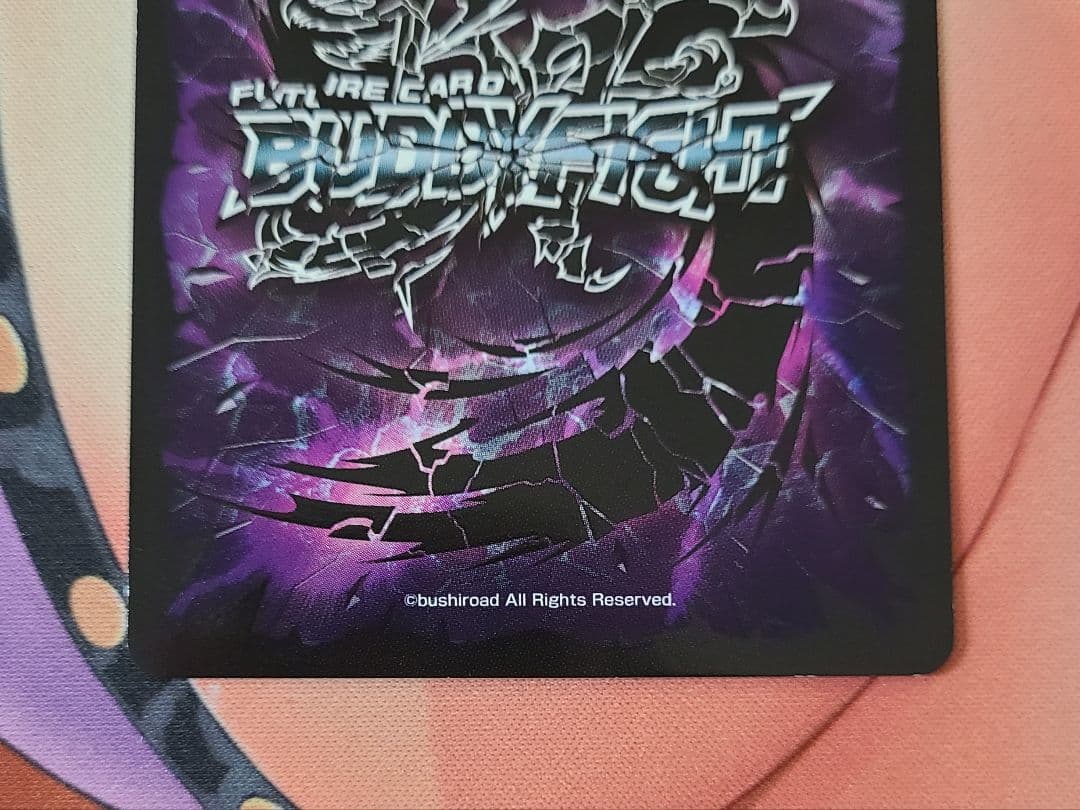 FUTURE CARD
BUDDYFIGHT
©bushiroad All Rights Reserved.